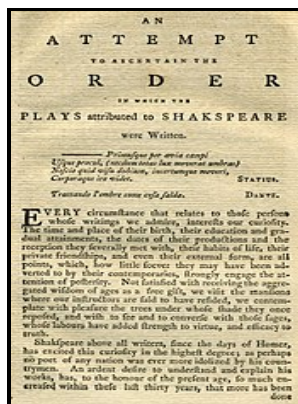 AN
ATTEMPT
TO ASCERTAIN THE
ORDER
IN WHICH THE
PLAYS attributed to SHAKSPEARE
were Written.
Primusque per avia campi
Usque procul, (necdum totas lux moverat umbras)
Nescio quid visu dubium, incertumque moveri,
Corporaque ire videt. STATIUS.
Trattando l'ombre come cosa salda. DANTE.
EVERY circumstance that relates to those persons
whose writings we admire, interests our curiosity.
The time and place of their birth, their education and gra-
dual attainments, the dates of their productions and the
reception they severally met with, their habits of life, their
private friendships, and even their external form, are all
points, which, how little soever they may have been ad-
verted to by their contemporaries, strongly engage the at-
tention of posterity. Not satisfied with receiving the aggre-
gated wisdom of ages as a free gift, we visit the mansions
where our instructors are said to have resided, we contem-
plate with pleasure the trees under whose shade they once
reposed, and wish to see and to converse with those sages,
whose labours have added strength to virtue, and efficacy to
truth.
Shakspeare above all writers, since the days of Homer,
has excited this curiosity in the highest degree; as perhaps
no poet of any nation was ever more idolized by his coun-
trymen. An ardent desire to understand and explain his
works, has, to the honour of the present age, so much en-
creased within these last thirty years, that more has been
done